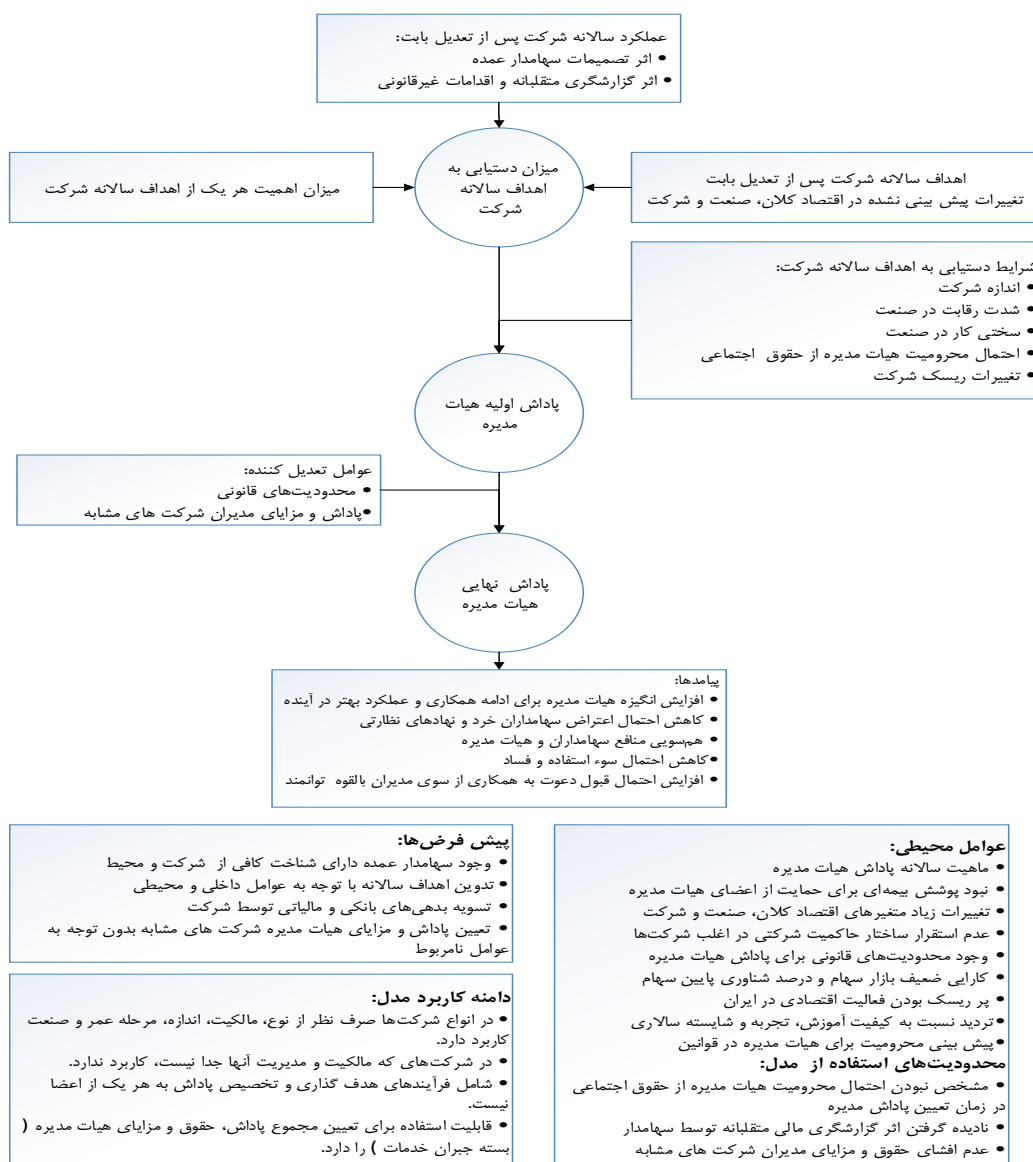 عملکرد سالانه شرکت پس از تعدیل بابت:
• اثر تصمیمات سهامدار عمده
• اثر گزارشگری متقلبانه و اقدامات غیرقانونی
میزان دستیابی به
اهداف سالانه
شرکت
اهداف سالانه شرکت پس از تعدیل بابت
تغییرات پیش بینی نشده در اقتصاد کلان، صنعت و شرکت
میزان اهمیت هر یک از اهداف سالانه شرکت
شرایط دستیابی به اهداف سالانه شرکت:
• اندازه شرکت
• شدت رقابت در صنعت
• سختی کار در صنعت
• احتمال محرومیت هیات مدیره از حقوق اجتماعی
• تغییرات ریسک شرکت
پاداش اولیه هیات
مدیره
عوامل تعدیل کننده:
• محدودیت‌های قانونی
•پاداش و مزایای مدیران شرکت های مشابه
پاداش نهایی
هیات مدیره
پیامدها:
• افزایش انگیزه هیات مدیره برای ادامه همکاری و عملکرد بهتر در آینده
• کاهش احتمال اعتراض سهامداران خرد و نهادهای نظارتی
• هم‌سویی منافع سهامداران و هیات مدیره
•کاهش احتمال سوء استفاده و فساد
• افزایش احتمال قبول دعوت به همکاری از سوی مدیران بالقوه توانمند
عوامل محیطی:
• ماهیت سالانه پاداش هیات مدیره
• نبود پوشش بیمه‌ای برای حمایت از اعضای هیات مدیره
• تغییرات زیاد متغیرهای اقتصاد کلان، صنعت و شرکت
• عدم استقرار ساختار حاکمیت شرکتی در اغلب شرکت‌ها
• وجود محدودیت‌های قانونی برای پاداش هیات مدیره
• کارایی ضعیف بازار سهام و درصد شناوری پایین سهام
• پر ریسک بودن فعالیت اقتصادی در ایران
•تردید نسبت به کیفیت آموزش، تجربه و شایسته سالاری
•پیش بینی محرومیت برای هیات مدیره در قوانین
محدودیت‌های استفاده از مدل:
• مشخص نبودن احتمال محرومیت هیات مدیره از حقوق اجتماعی
در زمان تعیین پاداش مدیره
• نادیده گرفتن اثر گزارشگری مالی متقلبانه توسط سهامدار
• عدم افشای حقوق و مزایای مدیران شرکت های مشابه
پیش فرض‌ها:
• وجود سهامدار عمده دارای شناخت کافی از شرکت و محیط
• تدوین اهداف سالانه با توجه به عوامل داخلی و محیطی
• تسویه بدهی‌های بانکی و مالیاتی توسط شرکت
• تعیین پاداش و مزایای هیات مدیره شرکت های مشابه بدون توجه به
عوامل نامربوط
دامنه کاربرد مدل:
• در انواع شرکت‌ها صرف نظر از نوع، مالکیت، اندازه، مرحله عمر و صنعت
کاربرد دارد.
• در شرکت‌های که مالکیت و مدیریت آنها جدا نیست، کاربرد ندارد.
• شامل فرآیندهای هدف گذاری و تخصیص پاداش به هر یک از اعضا
نیست.
• قابلیت استفاده برای تعیین مجموع پاداش، حقوق و مزایای هیات مدیره (
بسته جبران خدمات ) را دارد.